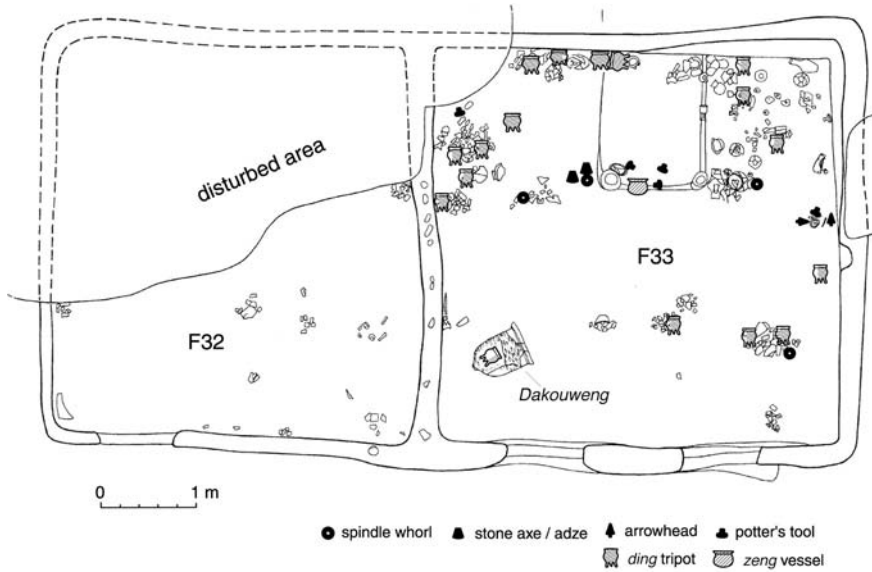 disturbed area
F33
F32
Dakouweng
0 1 m
spindle whorl stone axe / adze arrowhead potter's tool
ding tripot zeng vessel